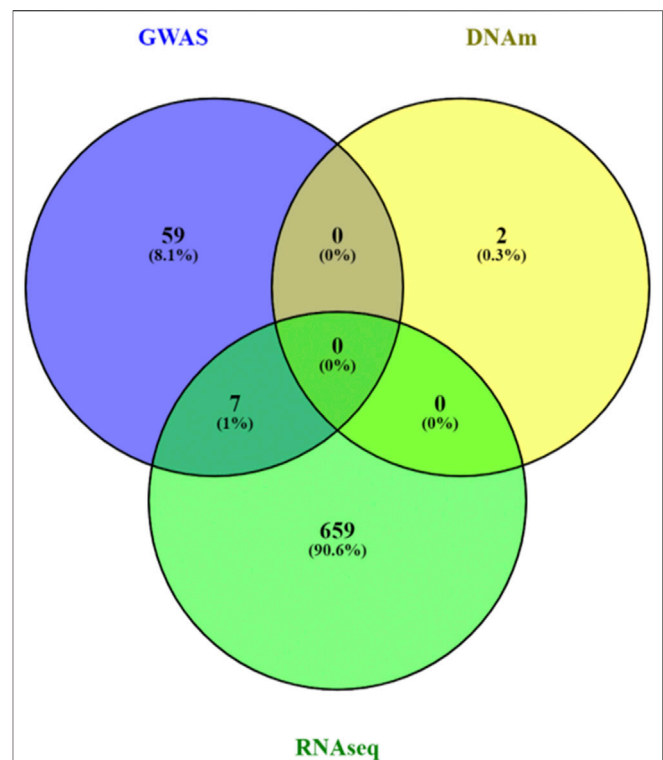 GWAS DNAm
59 0 2
(8.1%) (0%) (0.3%)
0
(0%)
7 0
(1%) (0%)
659
(90.6%)
RNAseq